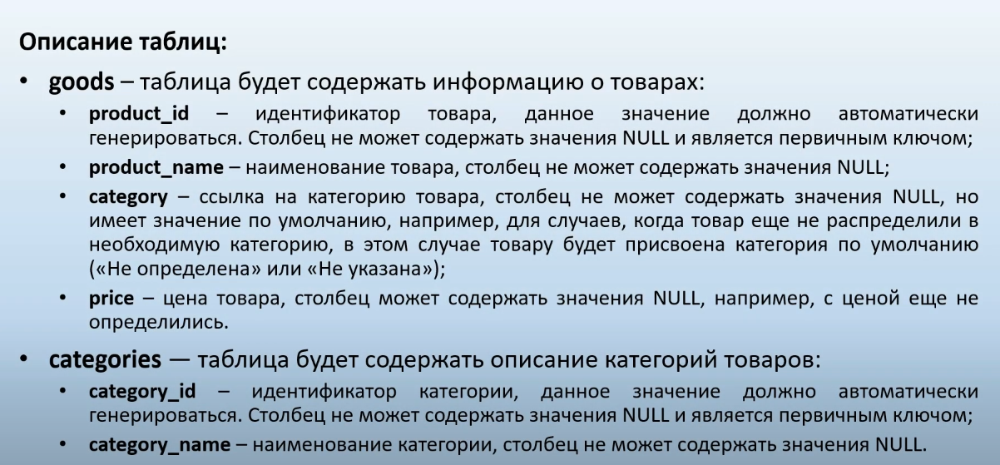 Описание таблиц:
• goods – таблица будет содержать информацию о товарах:
• product_id – идентификатор товара, данное значение должно автоматически
генерироваться. Столбец не может содержать значения NULL и является первичным ключом;
• product_name – наименование товара, столбец не может содержать значения NULL;
• category – ссылка на категорию товара, столбец не может содержать значения NULL, но
имеет значение по умолчанию, например, для случаев, когда товар еще не распределили в
необходимую категорию, в этом случае товару будет присвоена категория по умолчанию
(«Не определена» или «Не указана»);
• price – цена товара, столбец может содержать значения NULL, например, с ценой еще не
определились.
• categories — таблица будет содержать описание категорий товаров:
• category_id – идентификатор категории, данное значение должно автоматически
генерироваться. Столбец не может содержать значения NULL и является первичным ключом;
• category_name – наименование категории, столбец не может содержать значения NULL.